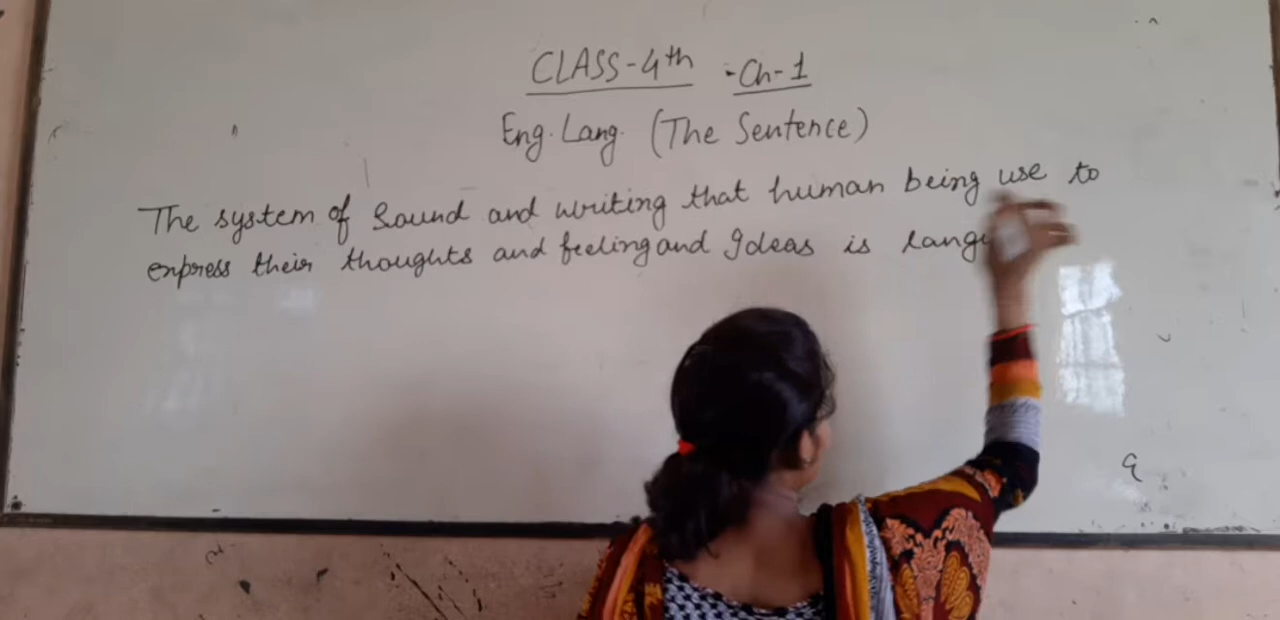 CLASS-4th -Ch-1
Eng. Lang. (The Sentence)
The system of Sound and writing that human being use to
express their thoughts and feeling and Ideas is langu